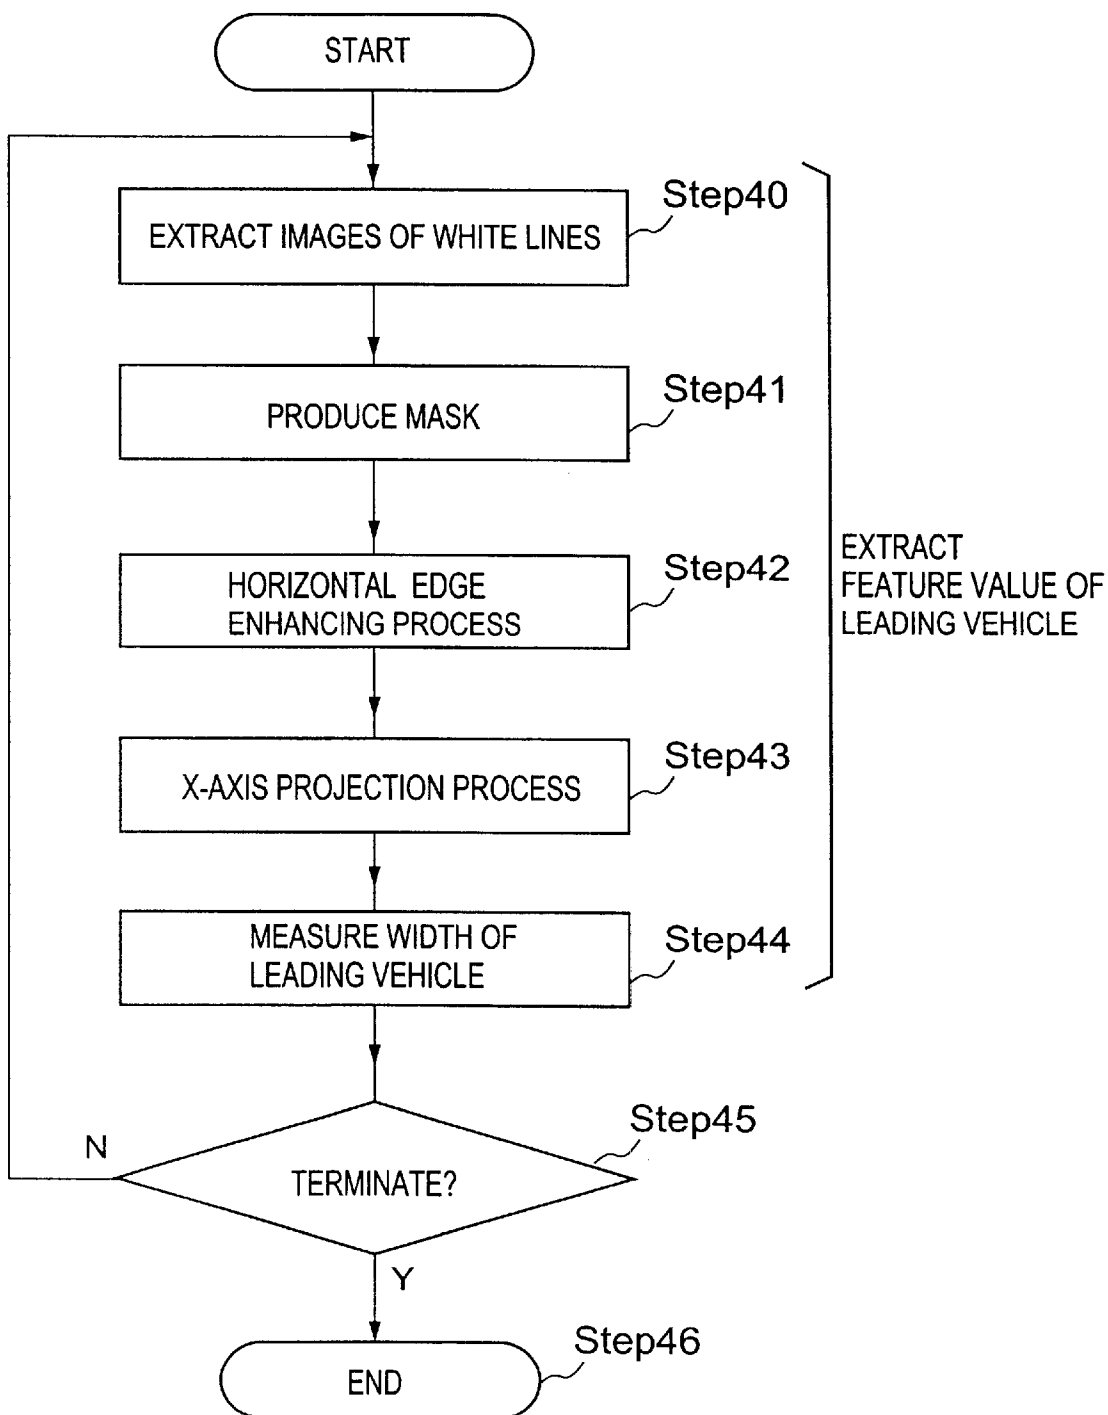 START
Step40
EXTRACT IMAGES OF WHITE LINES
Step41
PRODUCE MASK
Step42
HORIZONTAL EDGE
ENHANCING PROCESS
EXTRACT
FEATURE VALUE OF
LEADING VEHICLE
Step43
X-AXIS PROJECTION PROCESS
Step44
MEASURE WIDTH OF
LEADING VEHICLE
Step45
N
TERMINATE?
Y
Step46
END